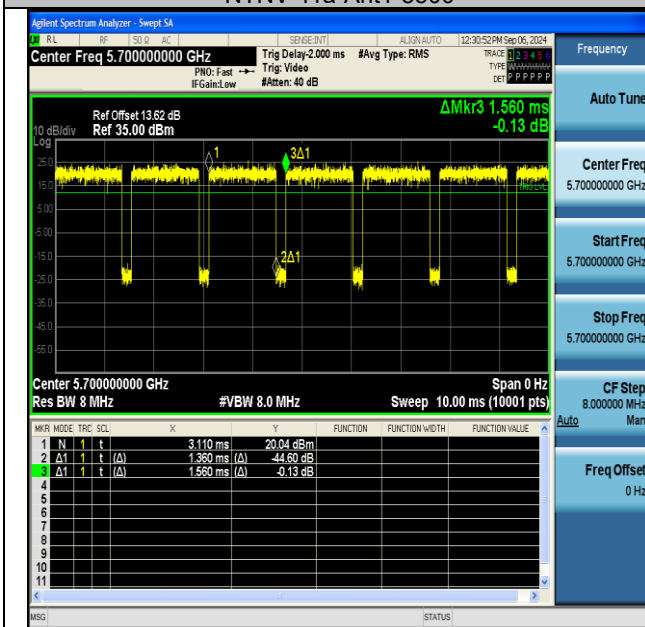 Agilent Spectrum Analyzer - Swept SA
RL RF 50 Ω AC SENSE:INT ALIGN AUTO 12:30:52 PM Sep 06, 2024
Center Freq 5.700000000 GHz
PNO: Fast
IFGain:Low
Trig Delay-2.000 ms
Trig: Video
#Atten: 40 dB
#Avg Type: RMS
TRACE 1 2 3 4 5 6
TYPE
DET P P P P P P
Ref Offset 13.62 dB
10 dB/div Ref 35.00 dBm
Log
ΔMkr3 1.560 ms
-0.13 dB
1
3Δ1
2Δ1
TRIG LVL
25.0
15.0
5.00
-5.00
-15.0
-25.0
-35.0
-45.0
-55.0
Center 5.700000000 GHz Span 0 Hz
Res BW 8 MHz #VBW 8.0 MHz Sweep 10.00 ms (10001 pts)
MKR MODE TRC SCL X Y FUNCTION FUNCTION WIDTH FUNCTION VALUE
1 N 1 t 3.110 ms 20.04 dBm
2 Δ1 1 t (Δ) 1.360 ms (Δ) -44.60 dB
3 Δ1 1 t (Δ) 1.560 ms (Δ) -0.13 dB
4
5
6
7
8
9
10
11
MSG STATUS
Frequency
Auto Tune
Center Freq
5.700000000 GHz
Start Freq
5.700000000 GHz
Stop Freq
5.700000000 GHz
CF Step
8.000000 MHz
Auto Man
Freq Offset
0 Hz